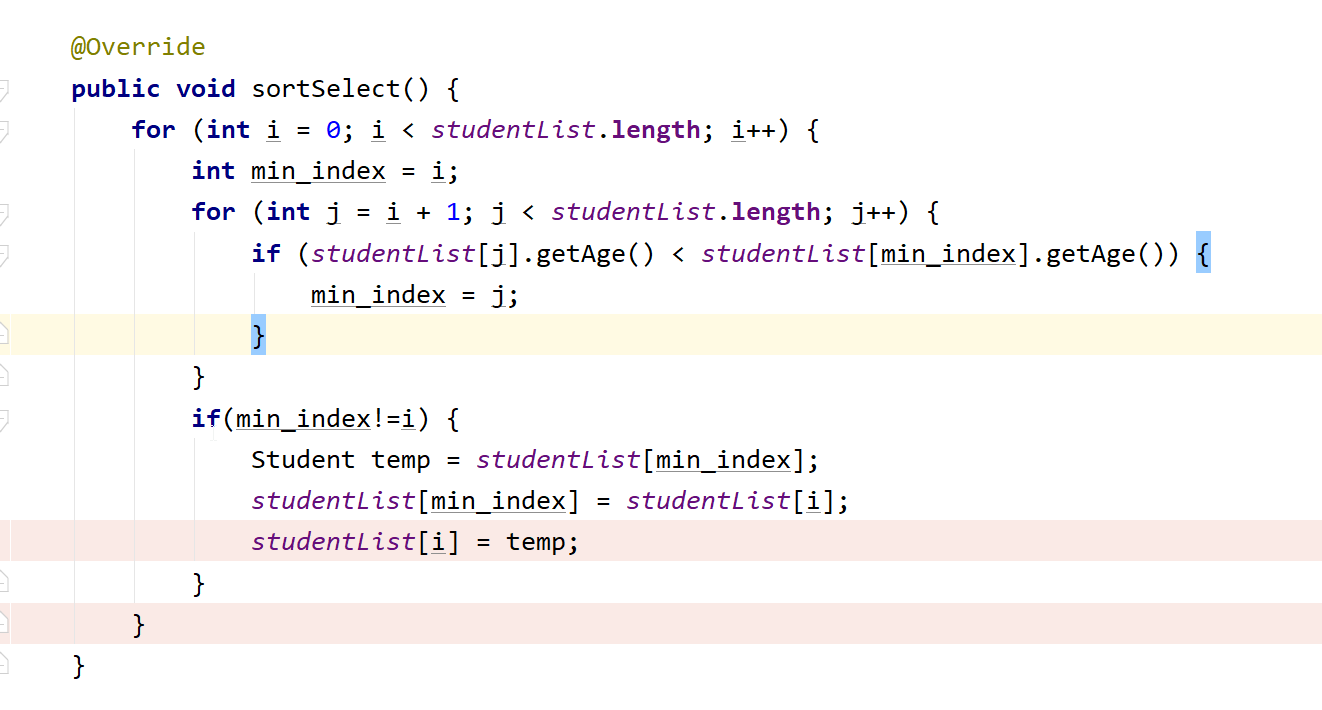 @Override
public void sortSelect() {
for (int i = 0; i < studentList.length; i++) {
int min_index = i;
for (int j = i + 1; j < studentList.length; j++) {
if (studentList[j].getAge() < studentList[min_index].getAge()) {
min_index = j;
}
}
if(min_index!=i) {
Student temp = studentList[min_index];
studentList[min_index] = studentList[i];
studentList[i] = temp;
}
}
}